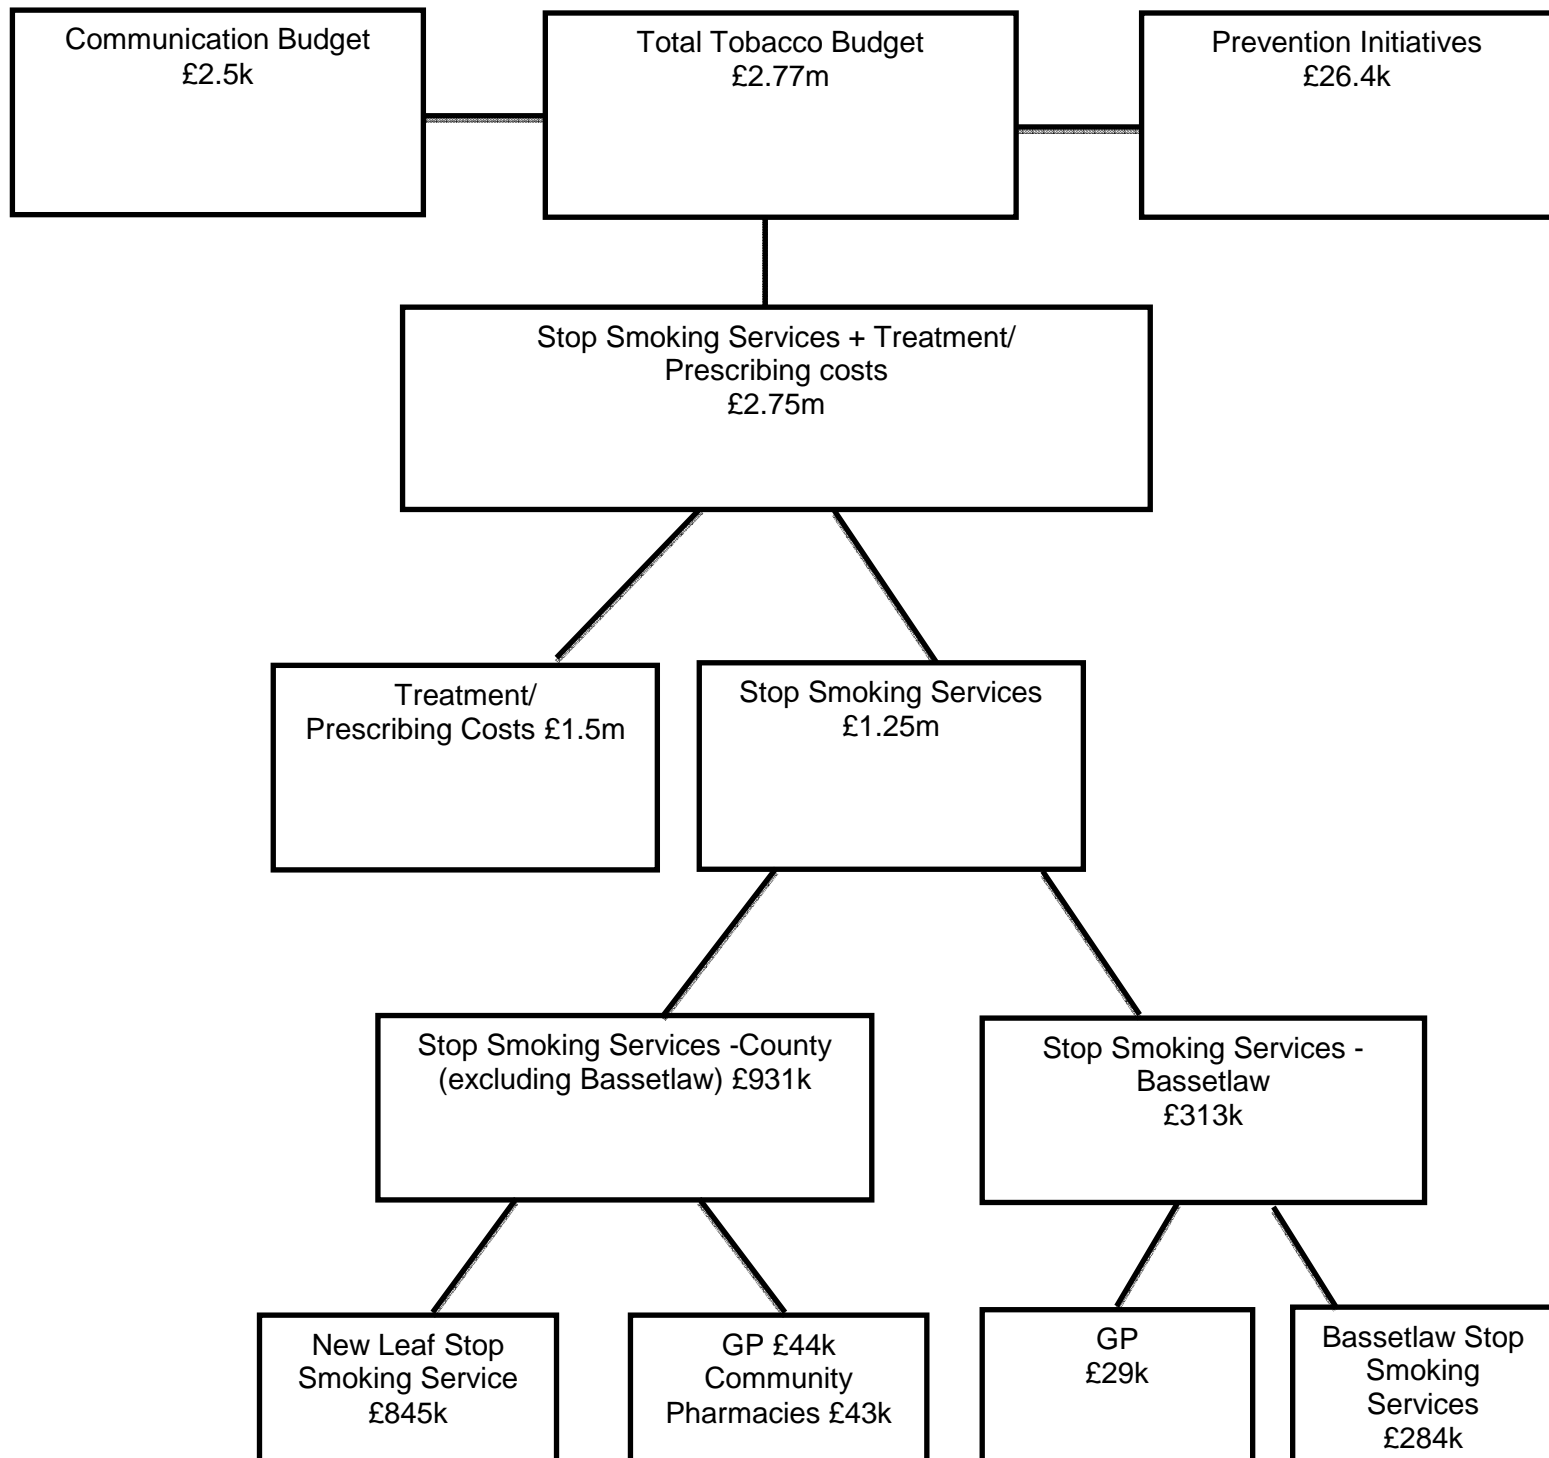 Communication Budget
£2.5k
Total Tobacco Budget
£2.77m
Prevention Initiatives
£26.4k
Stop Smoking Services + Treatment/
Prescribing costs
£2.75m
Treatment/
Prescribing Costs £1.5m
Stop Smoking Services
£1.25m
Stop Smoking Services -County
(excluding Bassetlaw) £931k
Stop Smoking Services -
Bassetlaw
£313k
New Leaf Stop
Smoking Service
£845k
GP £44k
Community
Pharmacies £43k
GP
£29k
Bassetlaw Stop
Smoking
Services
£284k